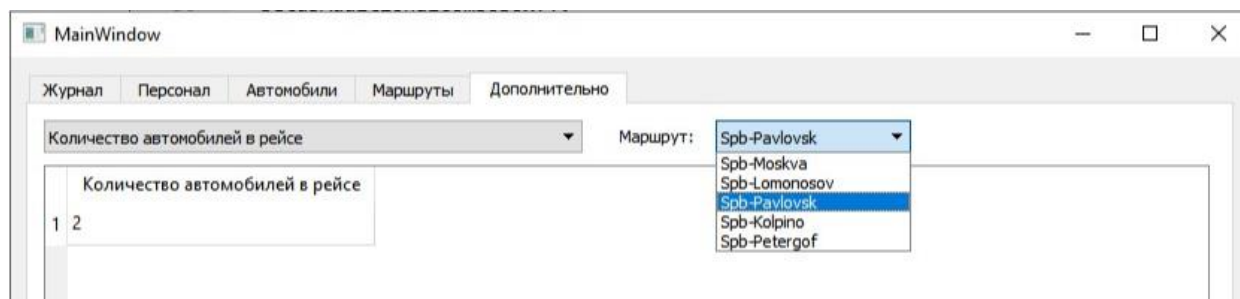 MainWindow
Журнал Персонал Автомобили Маршруты Дополнительно
Количество автомобилей в рейсе Маршрут: Spb-Pavlovsk
Spb-Moskva
Spb-Lomonosov
Spb-Pavlovsk
Spb-Kolpino
Spb-Petergof
Количество автомобилей в рейсе
1 2